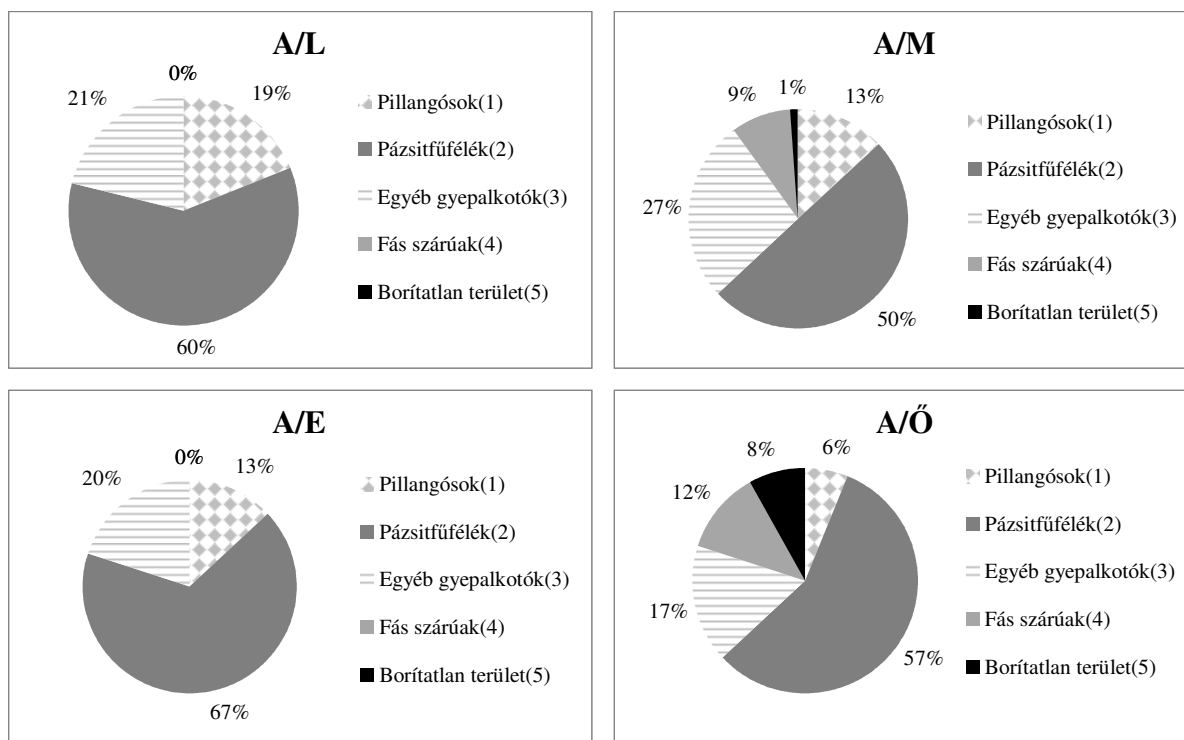 A/L
0%
21%
19%
60%
Pillangósok(1)
Pázsitfűfélék(2)
Egyéb gyepalkotók(3)
Fás szárúak(4)
Borítatlan terület(5)
A/M
9%
1%
13%
27%
50%
Pillangósok(1)
Pázsitfűfélék(2)
Egyéb gyepalkotók(3)
Fás szárúak(4)
Borítatlan terület(5)
A/E
0%
20%
13%
67%
Pillangósok(1)
Pázsitfűfélék(2)
Egyéb gyepalkotók(3)
Fás szárúak(4)
Borítatlan terület(5)
A/Ő
8%
6%
12%
17%
57%
Pillangósok(1)
Pázsitfűfélék(2)
Egyéb gyepalkotók(3)
Fás szárúak(4)
Borítatlan terület(5)